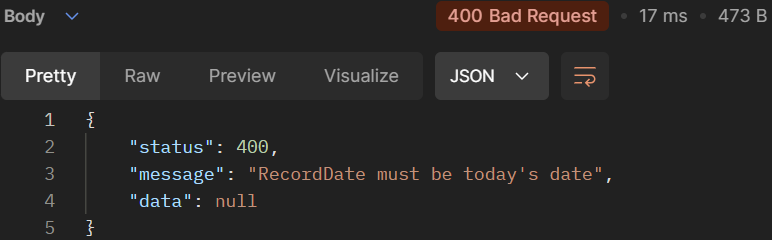 Body 400 Bad Request • 17 ms • 473 B
Pretty Raw Preview Visualize JSON
1 {
2 "status": 400,
3 "message": "RecordDate must be today's date",
4 "data": null
5 }